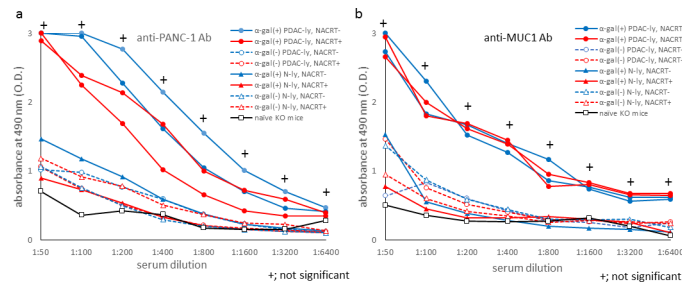 a
anti-PANC-1 Ab
α-gal(+) PDAC-ly, NACRT-
α-gal(+) PDAC-ly, NACRT+
α-gal(-) PDAC-ly, NACRT-
α-gal(-) PDAC-ly, NACRT+
α-gal(+) N-ly, NACRT-
α-gal(+) N-ly, NACRT+
α-gal(-) N-ly, NACRT-
α-gal(-) N-ly, NACRT+
naïve KO mice
absorbance at 490 nm (O.D.)
3
2
1
0
+ + + + + + + +
1:50 1:100 1:200 1:400 1:800 1:1600 1:3200 1:6400
serum dilution
+; not significant
b
anti-MUC1 Ab
α-gal(+) PDAC-ly, NACRT-
α-gal(+) PDAC-ly, NACRT+
α-gal(-) PDAC-ly, NACRT-
α-gal(-) PDAC-ly, NACRT+
α-gal(+) N-ly, NACRT-
α-gal(+) N-ly, NACRT+
α-gal(-) N-ly, NACRT-
α-gal(-) N-ly, NACRT+
naïve KO mice
absorbance at 490 nm (O.D.)
3
2
1
0
+ + + + + + + +
1:50 1:100 1:200 1:400 1:800 1:1600 1:3200 1:6400
serum dilution
+; not significant